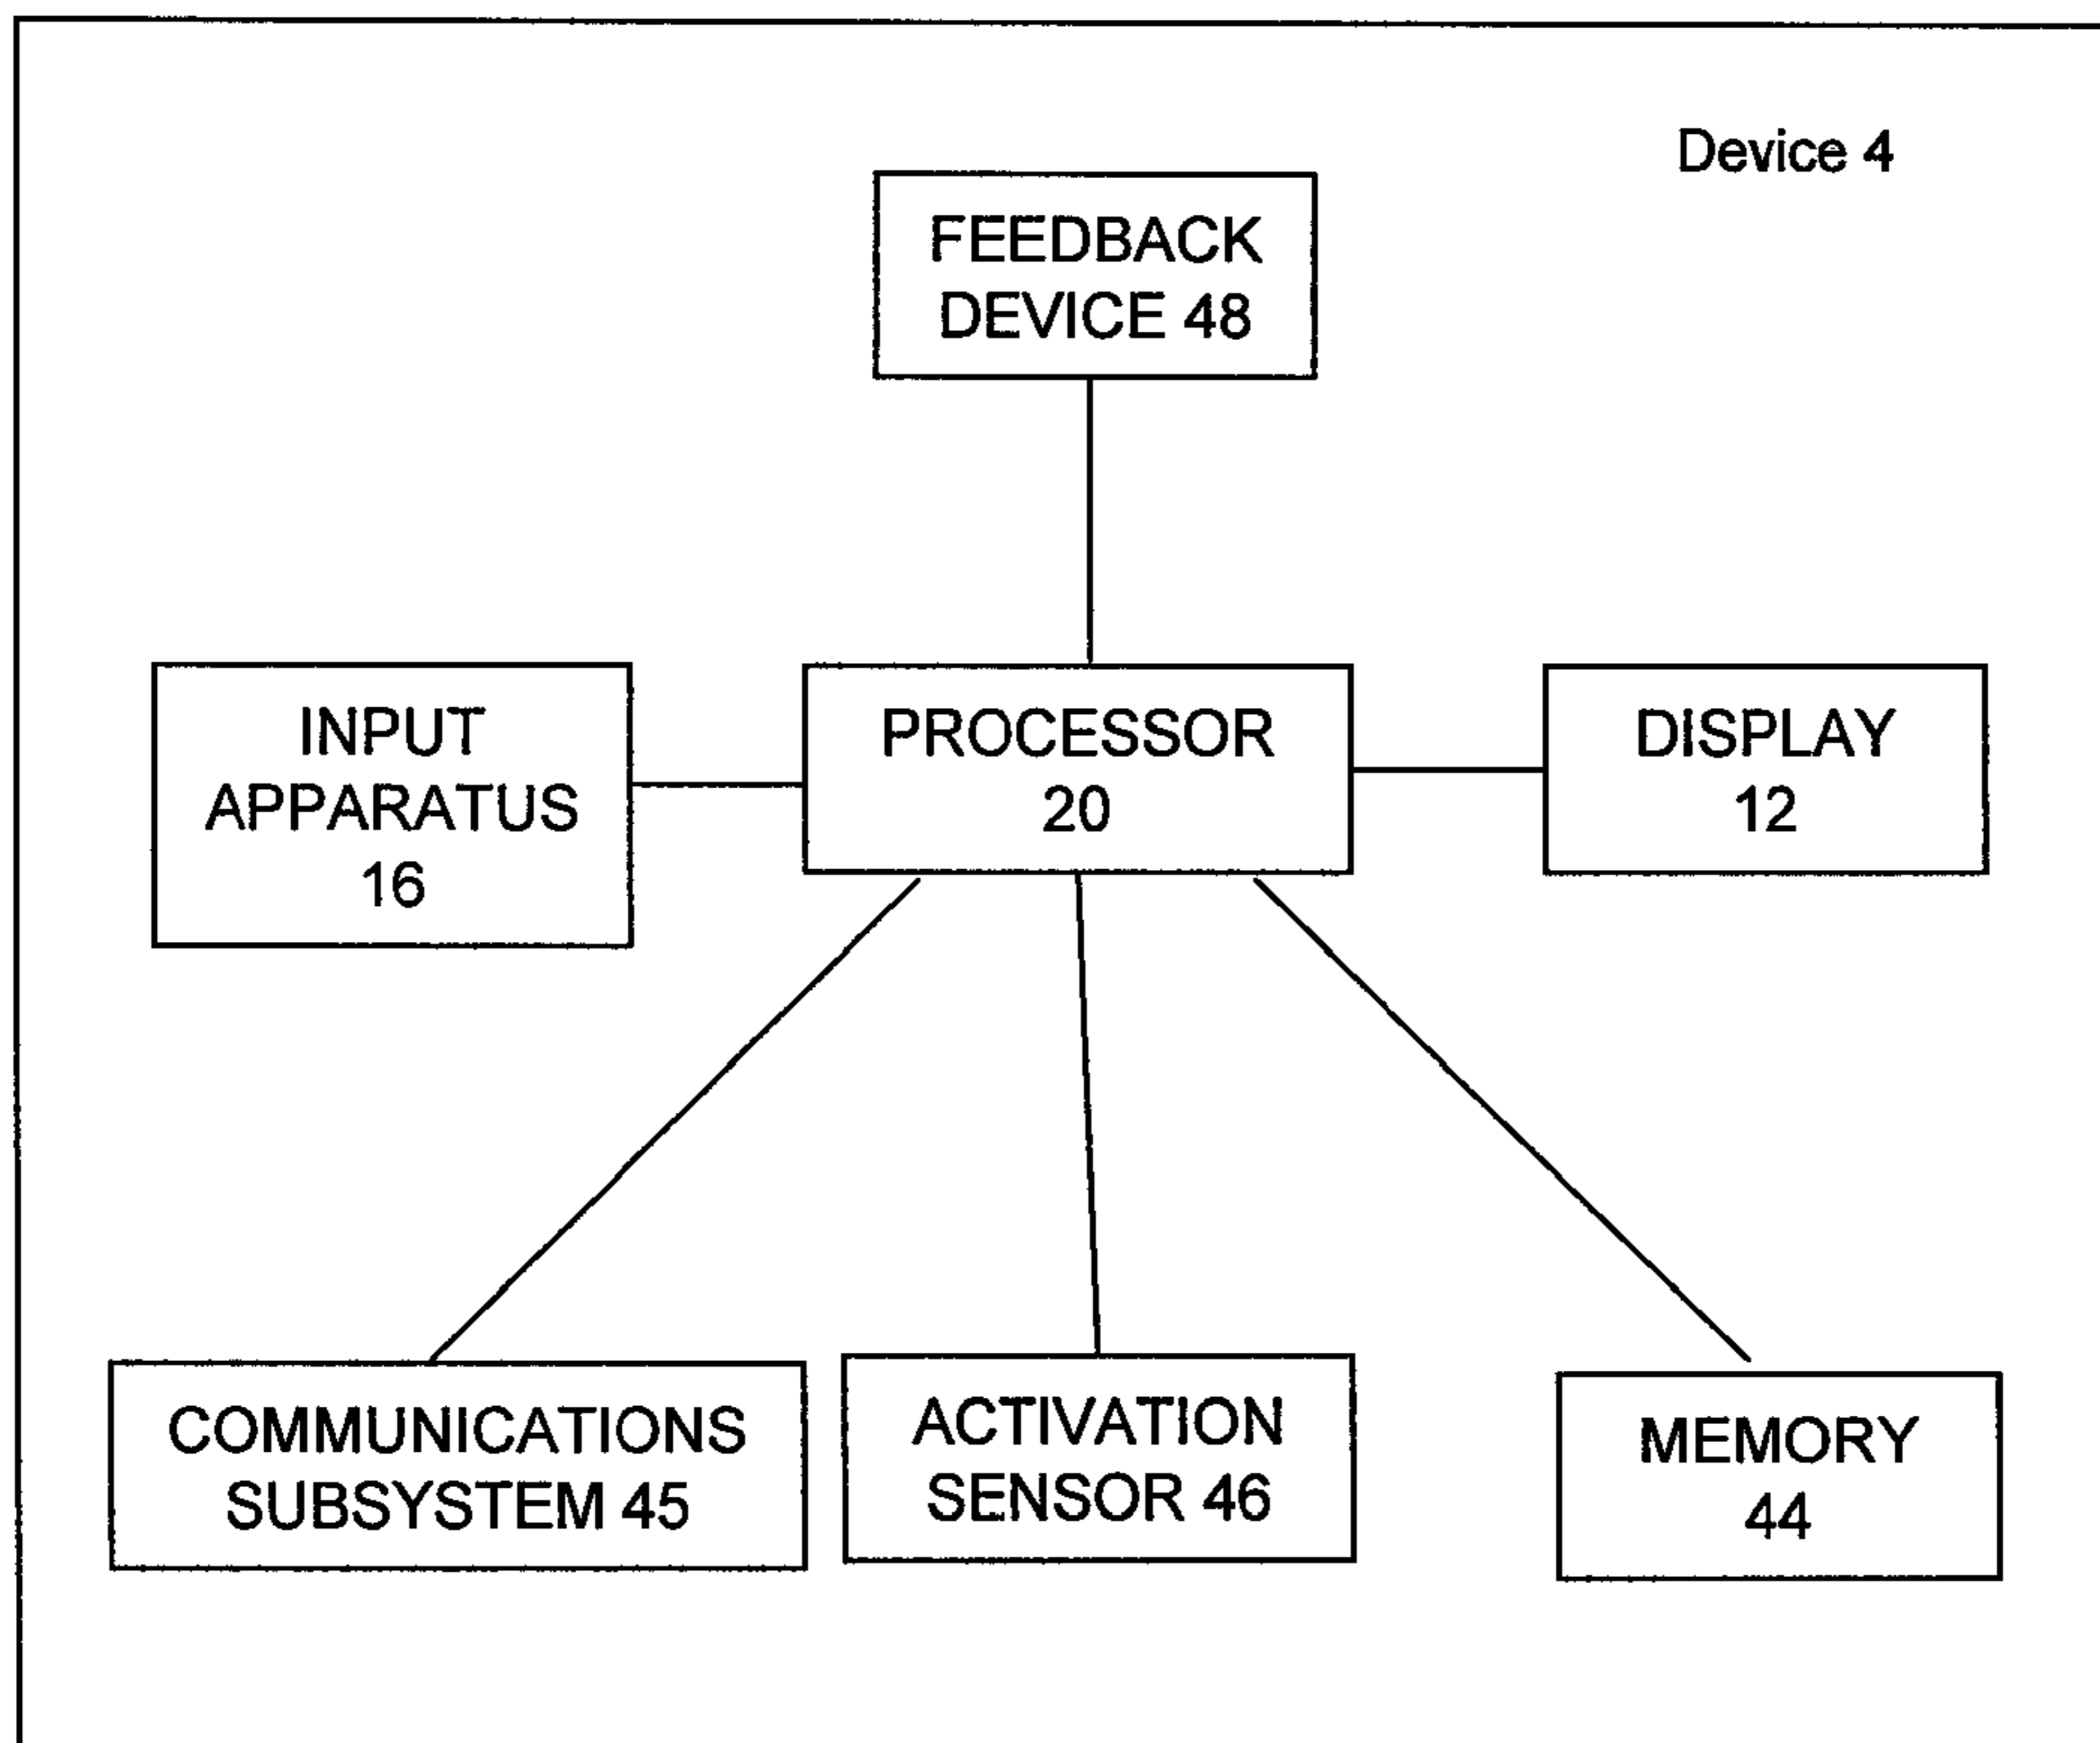 Device 4
FEEDBACK
DEVICE 48
INPUT
APPARATUS
16
PROCESSOR
20
DISPLAY
12
COMMUNICATIONS
SUBSYSTEM 45
ACTIVATION
SENSOR 46
MEMORY
44